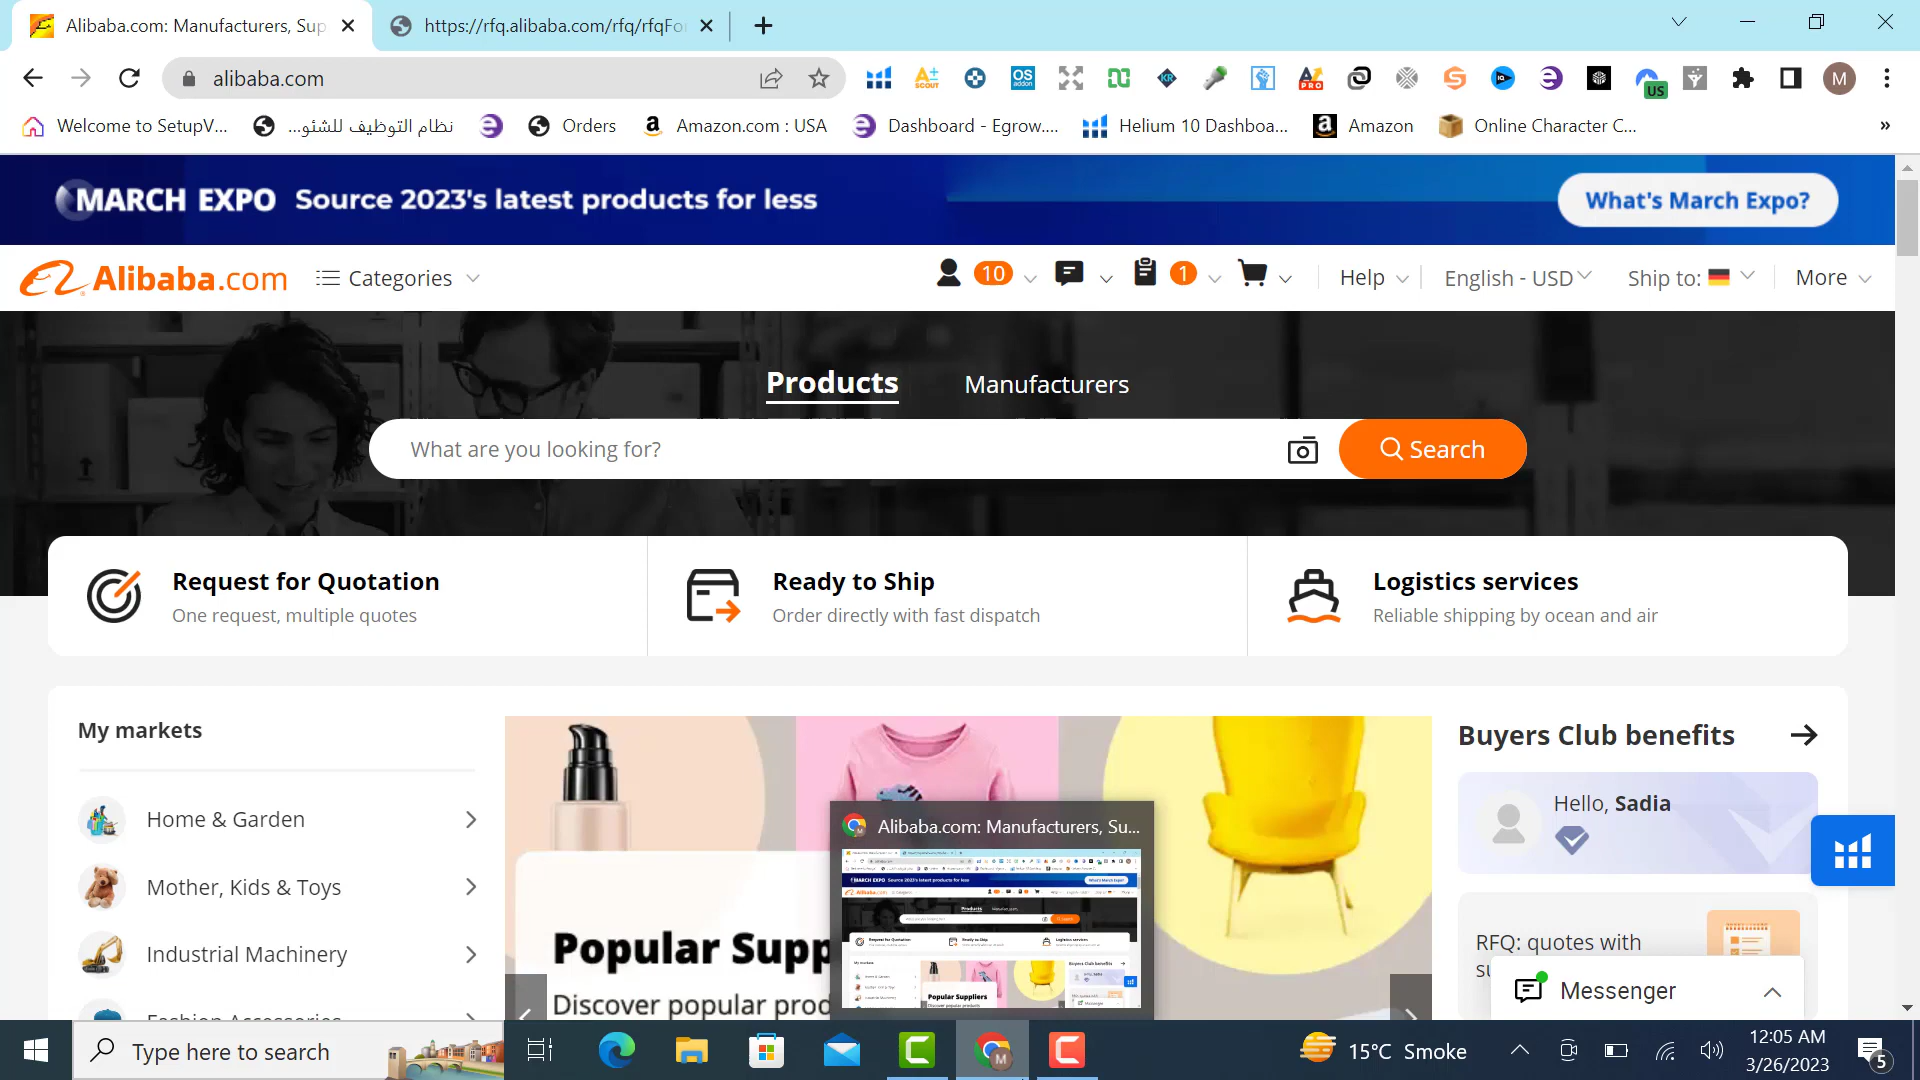 Alibaba.com: Manufacturers, Sup
https://rfq.alibaba.com/rfq/rfqFo
alibaba.com
M
US
Welcome to SetupV...
نظام التوظيف للشئو...
Orders
Amazon.com : USA
Dashboard - Egrow....
Helium 10 Dashboa...
Amazon
Online Character C...
»
MARCH EXPO Source 2023's latest products for less
What's March Expo?
Alibaba.com
Categories
10
1
Help
English - USD
Ship to:
More
Products
Manufacturers
What are you looking for?
Search
Request for Quotation
One request, multiple quotes
Ready to Ship
Order directly with fast dispatch
Logistics services
Reliable shipping by ocean and air
My markets
Home & Garden
Mother, Kids & Toys
Industrial Machinery
Fashion Accessories
Popular Supp
Discover popular prod
Buyers Club benefits
Hello, Sadia
RFQ: quotes with
su
Messenger
Alibaba.com: Manufacturers, Su...
Type here to search
15°C Smoke
12:05 AM
3/26/2023
5